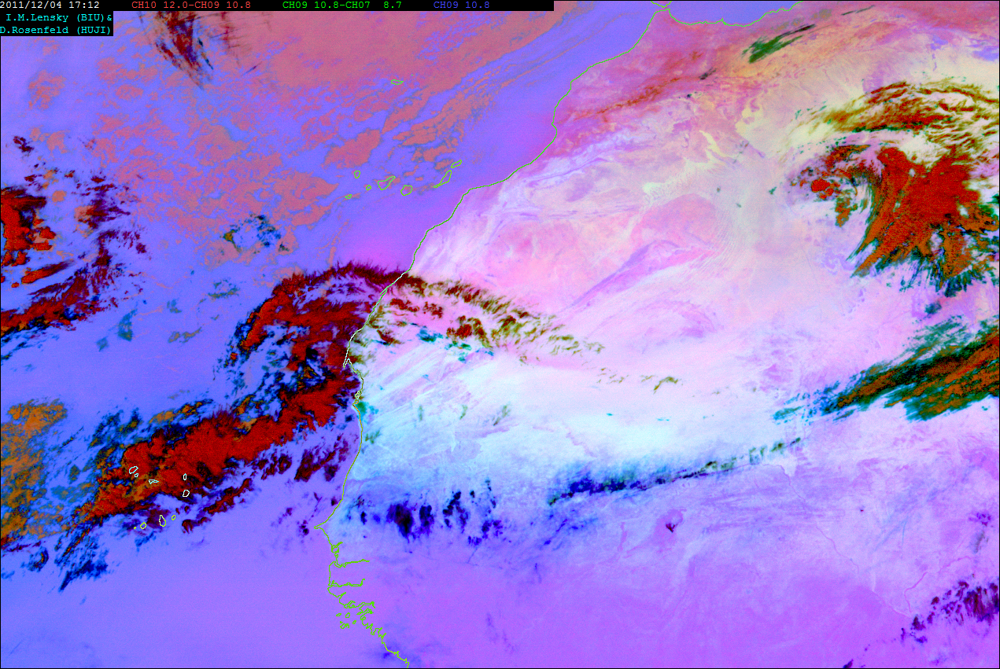 2011/12/04 17:12 CH10 12.0-CH09 10.8 CH09 10.8-CH07 8.7 CH09 10.8
I.M.Lensky (BIU)&
D.Rosenfeld (HUJI)